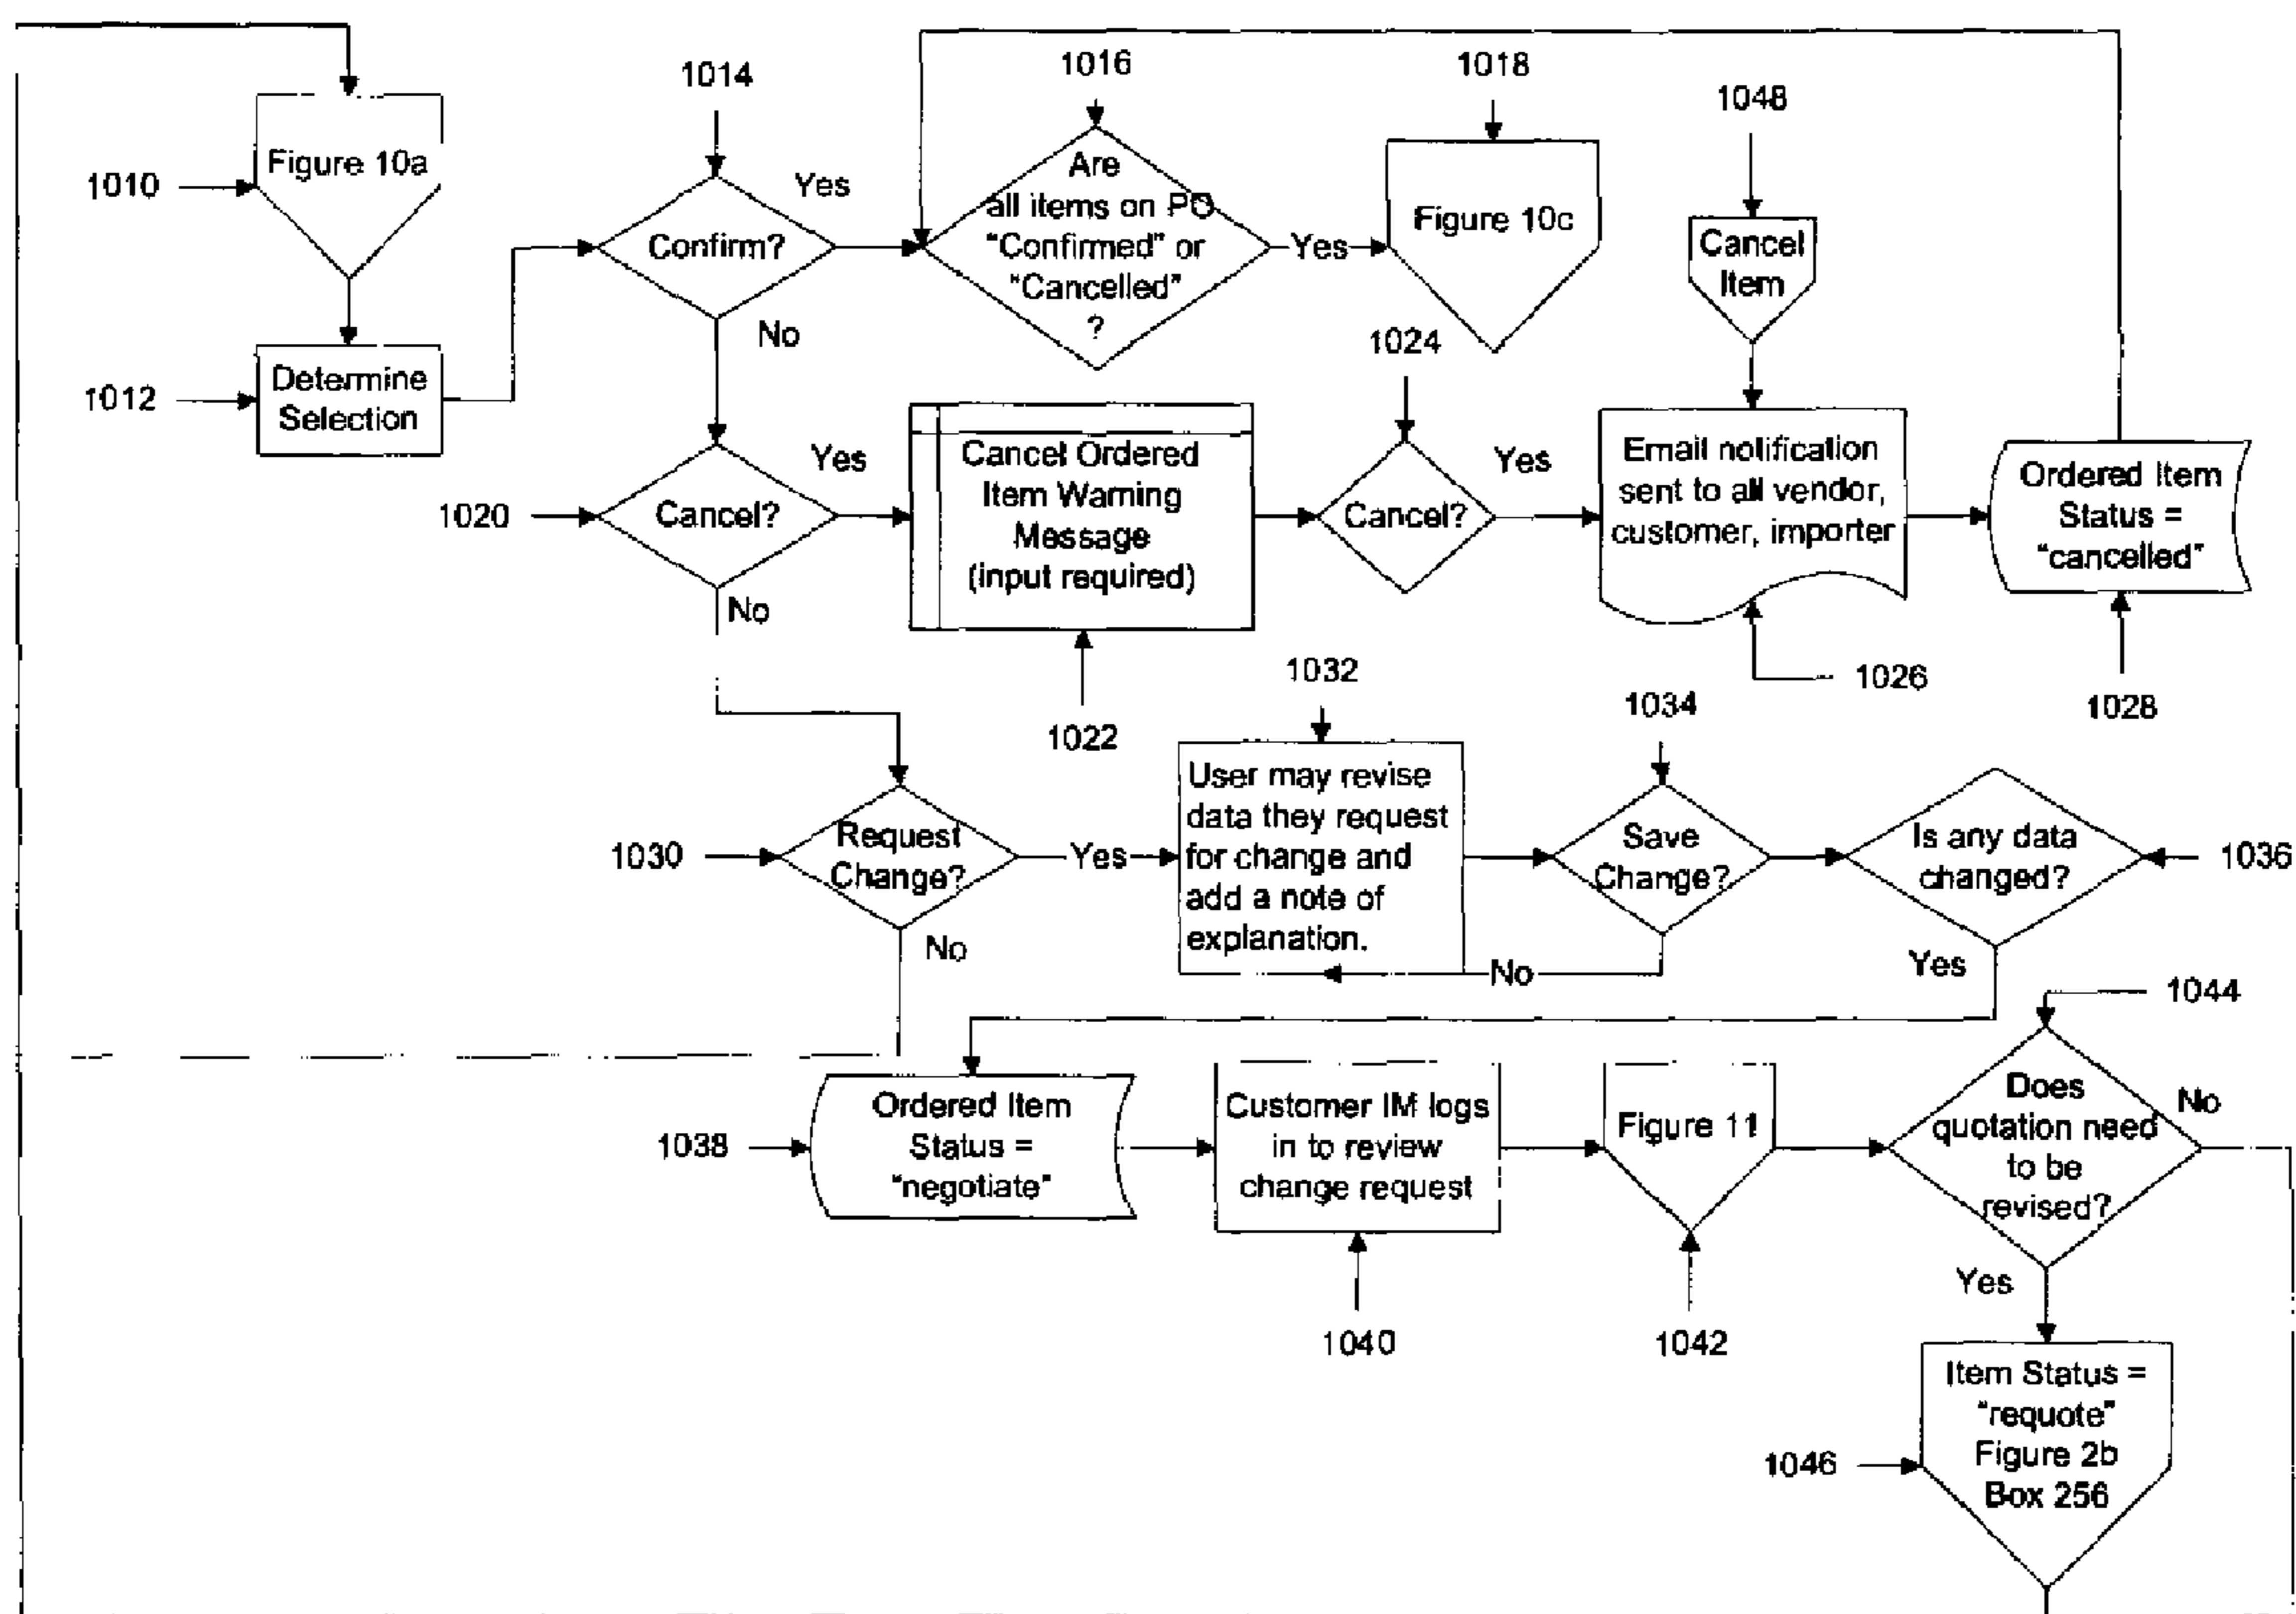 1014
1016
1018
1048
Figure 10a
1010
Confirm?
Yes
No
Are
all items on PO
"Confirmed" or
"Cancelled"
?
Yes
Figure 10c
Cancel
Item
1012
Determine
Selection
1024
1020
Cancel?
Yes
No
Cancel Ordered
Item Warning
Message
(input required)
1022
Cancel?
Yes
Email notification
sent to all vendor,
customer, importer
1026
Ordered Item
Status =
"cancelled"
1028
1032
1034
1030
Request
Change?
Yes
No
User may revise
data they request
for change and
add a note of
explanation.
Save
Change?
No
Is any data
changed?
1036
Yes
1044
1038
Ordered Item
Status =
"negotiate"
Customer IM logs
in to review
change request
1040
Figure 11
1042
Does
quotation need
to be
revised?
No
Yes
1046
Item Status =
"requote"
Figure 2b
Box 256